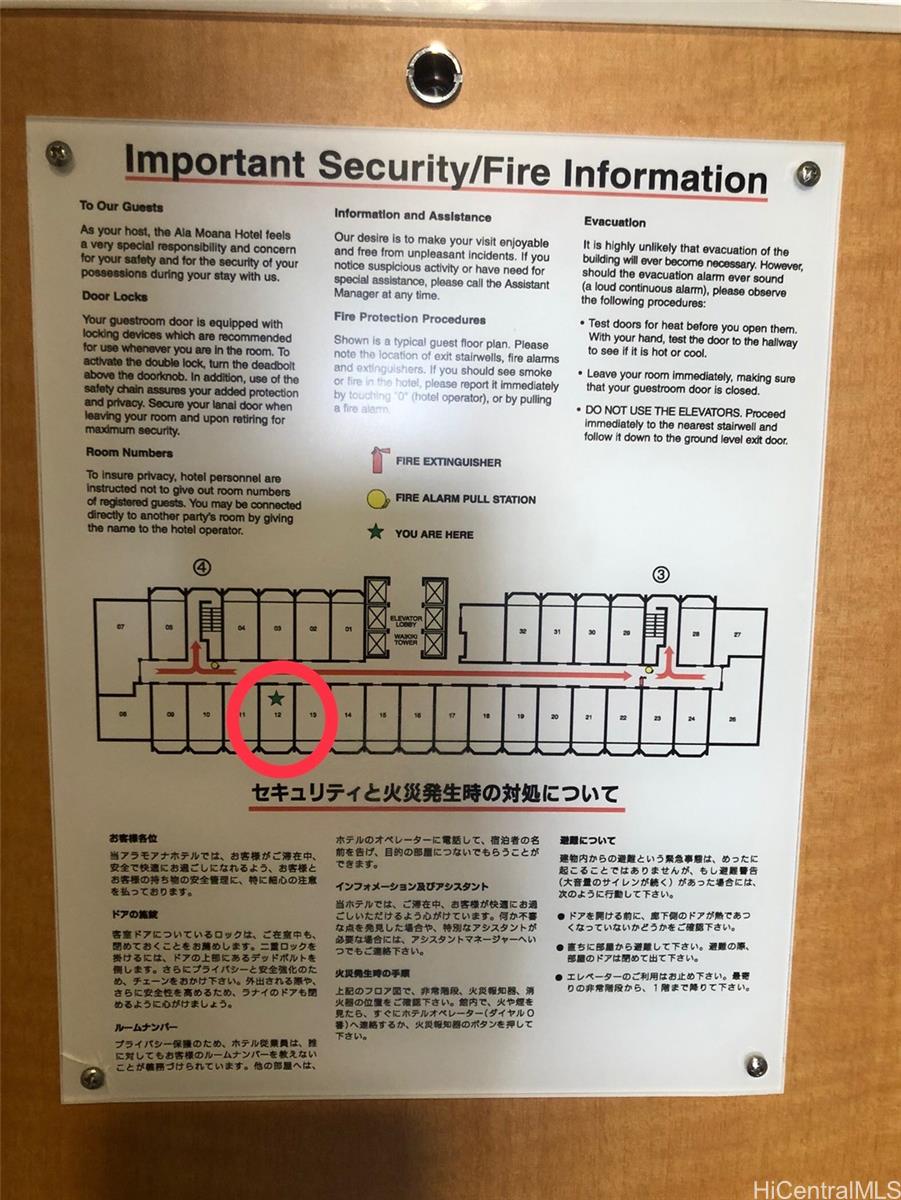 Important Security/Fire Information
To Our Guests
As your host, the Ala Moana Hotel feels
a very special responsibility and concern
for your safety and for the security of your
possessions during your stay with us.
Door Locks
Your guestroom door is equipped with
locking devices which are recommended
for use whenever you are in the room. To
activate the double lock, turn the deadbolt
above the doorknob. In addition, use of the
safety chain assures your added protection
and privacy. Secure your lanai door when
leaving your room and upon retiring for
maximum security.
Room Numbers
To insure privacy, hotel personnel are
instructed not to give out room numbers
of registered guests. You may be connected
directly to another party's room by giving
the name to the hotel operator.
Information and Assistance
Our desire is to make your visit enjoyable
and free from unpleasant incidents. If you
notice suspicious activity or have need for
special assistance, please call the Assistant
Manager at any time.
Fire Protection Procedures
Shown is a typical guest floor plan. Please
note the location of exit stairwells, fire alarms
and extinguishers. If you should see smoke
or fire in the hotel, please report it immediately
by touching "0" (hotel operator), or by pulling
a fire alarm.
Evacuation
It is highly unlikely that evacuation of the
building will ever become necessary. However,
should the evacuation alarm ever sound
(a loud continuous alarm), please observe
the following procedures:
• Test doors for heat before you open them.
With your hand, test the door to the hallway
to see if it is hot or cool.
• Leave your room immediately, making sure
that your guestroom door is closed.
• DO NOT USE THE ELEVATORS. Proceed
immediately to the nearest stairwell and
follow it down to the ground level exit door.
FIRE EXTINGUISHER
FIRE ALARM PULL STATION
YOU ARE HERE
④ ③
07 05 04 03 02 01
ELEVATOR
LOBBY
WAIKIKI
TOWER
32 31 30 29 28 27
08 09 10 11 12 13 14 15 16 17 18 19 20 21 22 23 24 26
セキュリティと火災発生時の対処について
お客様各位
当アラモアナホテルでは、お客様がご滞在中、
安全で快適にお過ごしになれるよう、お客様と
お客様の持ち物の安全管理に、特に細心の注意
を払っております。
ドアの施錠
客室ドアについているロックは、ご在室中も、
閉めておくことをお薦めします。二重ロックを
掛けるには、ドアの上部にあるデッドボルトを
倒します。さらにプライバシーと安全強化のた
め、チェーンをおかけ下さい。外出される際や、
さらに安全性を高めるため、ラナイのドアも閉
めるように心がけましょう。
ルームナンバー
プライバシー保護のため、ホテル従業員は、誰
に対してもお客様のルームナンバーを教えない
ことが義務づけられています。他の部屋へは、
ホテルのオペレーターに電話して、宿泊者の名
前を告げ、目的の部屋につないでもらうことが
できます。
インフォメーション及びアシスタント
当ホテルでは、ご滞在中、お客様が快適にお過
ごしいただけるよう心がけています。何か不審
な点を発見した場合や、特別なアシスタントが
必要な場合には、アシスタントマネージャーへい
つでもご連絡下さい。
火災発生時の手順
上記のフロア図で、非常階段、火災報知器、消
火器の位置をご確認下さい。館内で、火や煙を
見たら、すぐにホテルオペレーター(ダイヤル0
番)へ連絡するか、火災報知器のボタンを押して
下さい。
避難について
建物内からの避難という緊急事態は、めったに
起こることではありませんが、もし避難警告
(大音量のサイレンが続く)があった場合には、
次のように行動して下さい。
● ドアを開ける前に、廊下側のドアが熱であつ
くなっていないかどうかをご確認下さい。
● 直ちに部屋から避難して下さい。避難の際、
部屋のドアは閉めて出て下さい。
● エレベーターのご利用はお止め下さい。最寄
りの非常階段から、1階まで降りて下さい。
HiCentralMLS